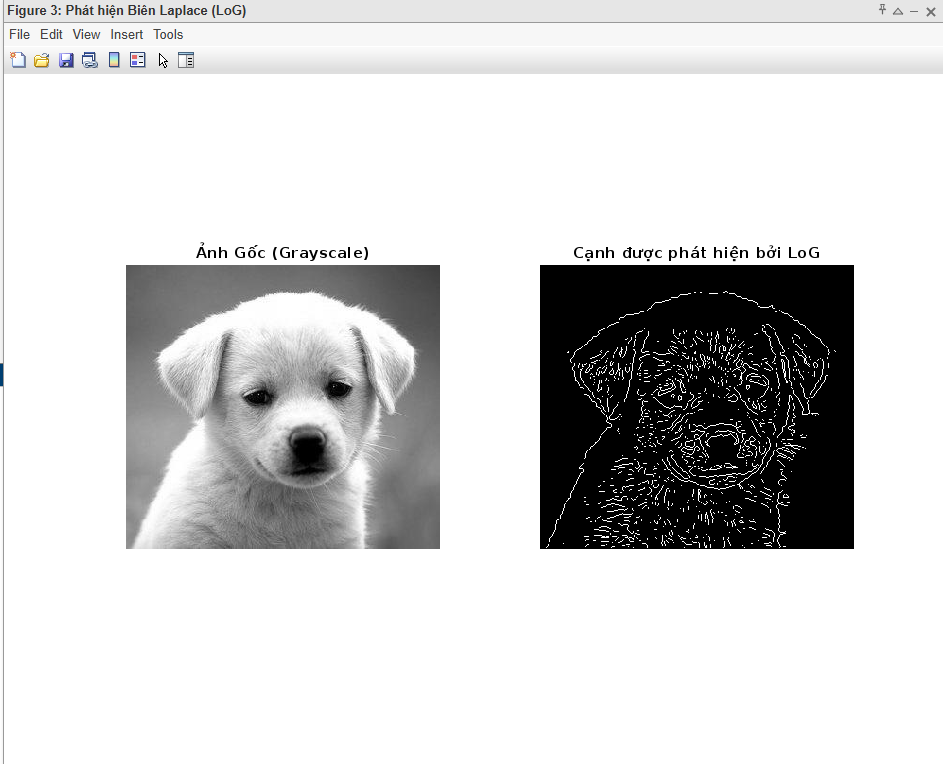 Figure 3: Phát hiện Biên Laplace (LoG)
File Edit View Insert Tools
Ảnh Gốc (Grayscale)
Cạnh được phát hiện bởi LoG